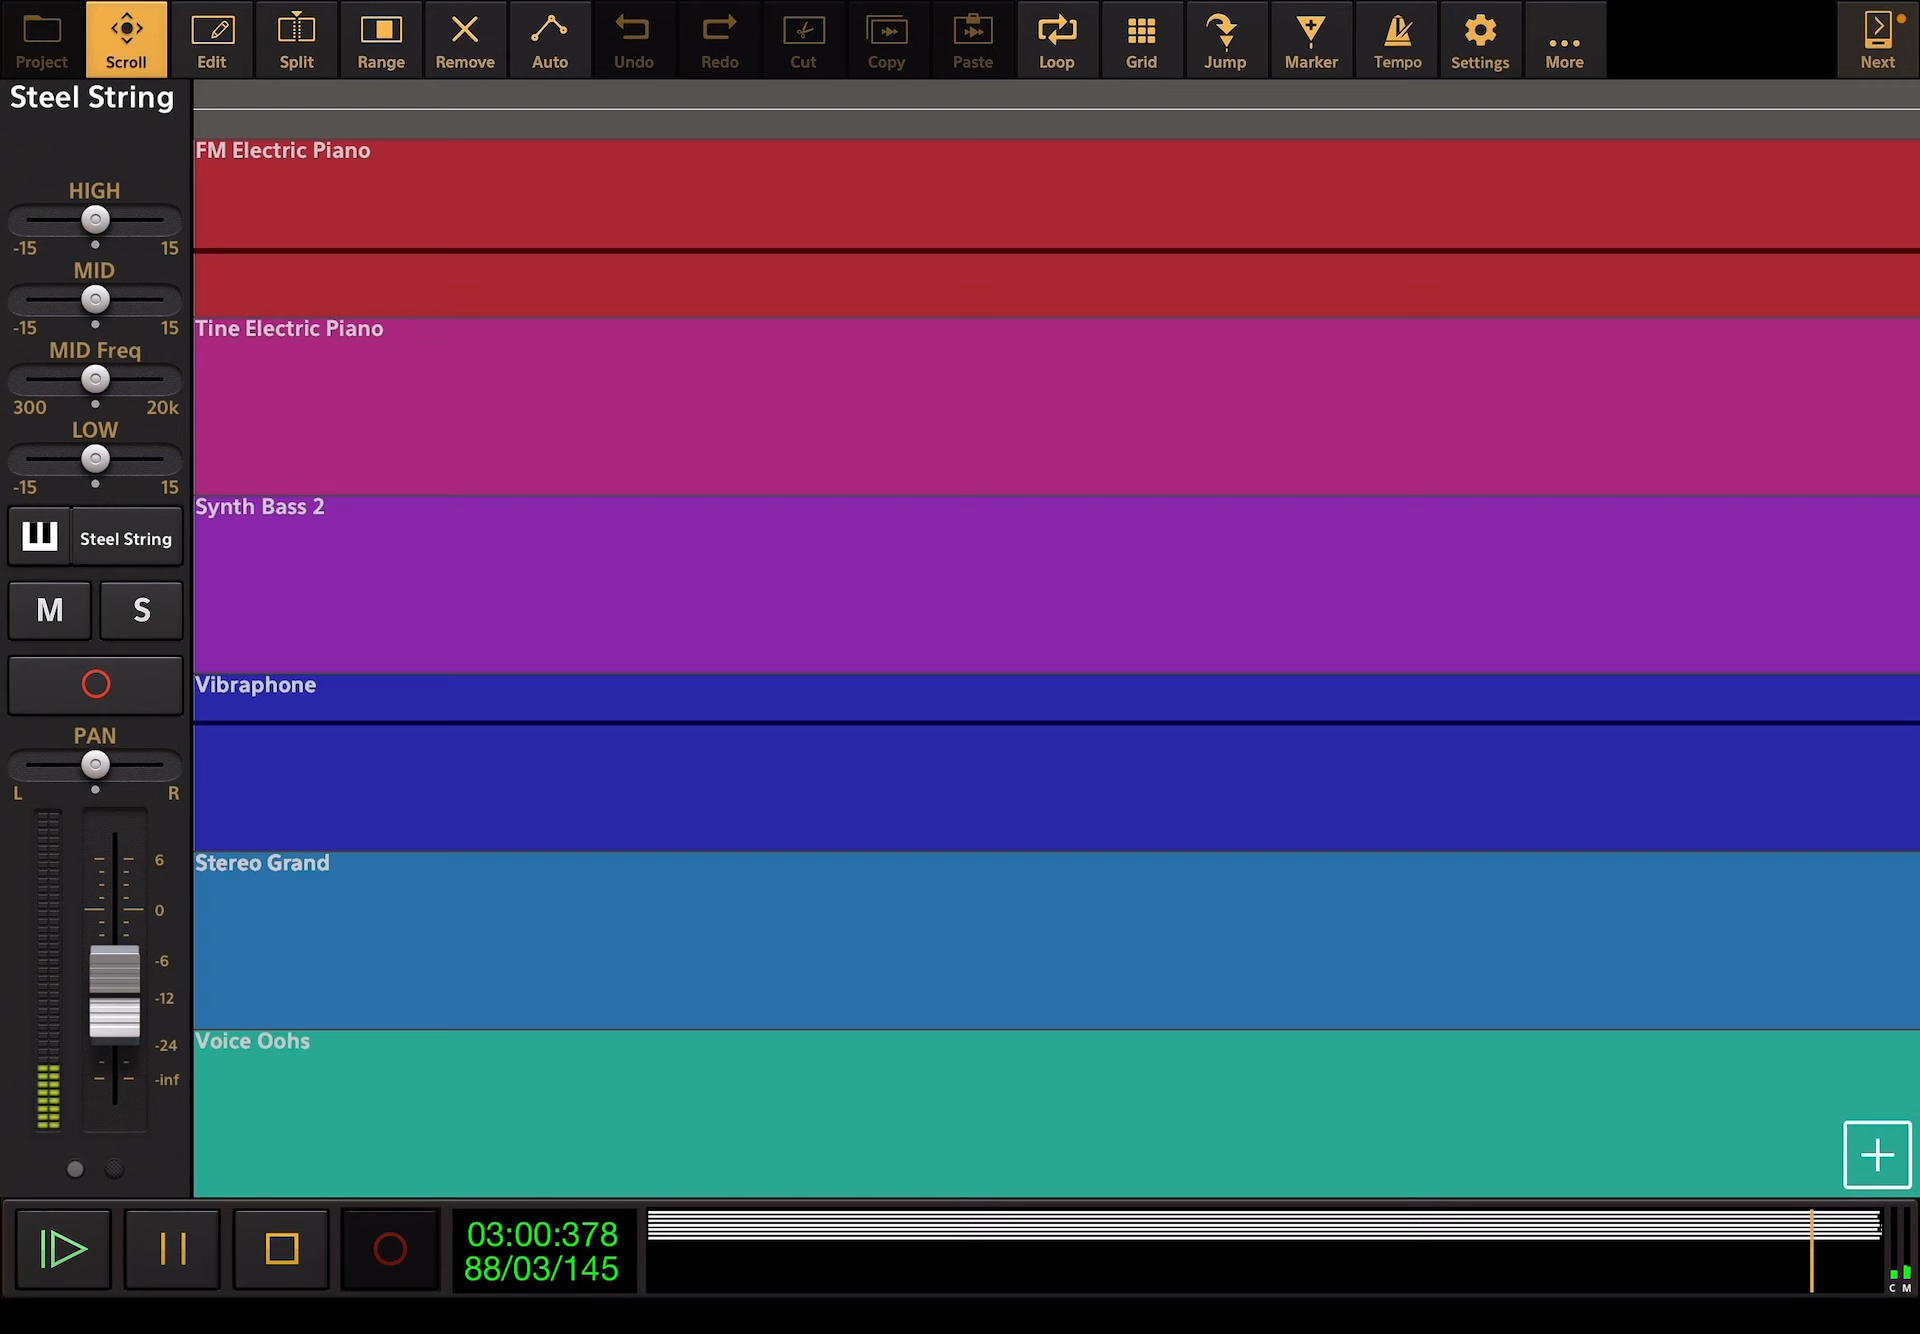 Project Scroll Edit Split Range Remove Auto Undo Redo Cut Copy Paste Loop Grid Jump Marker Tempo Settings More Next
Steel String
HIGH
-15 15
MID
-15 15
MID Freq
300 20k
LOW
-15 15
Steel String
M S
PAN
L R
6
0
-6
-12
-24
-inf
FM Electric Piano
Tine Electric Piano
Synth Bass 2
Vibraphone
Stereo Grand
Voice Oohs
03:00:378
88/03/145
C M